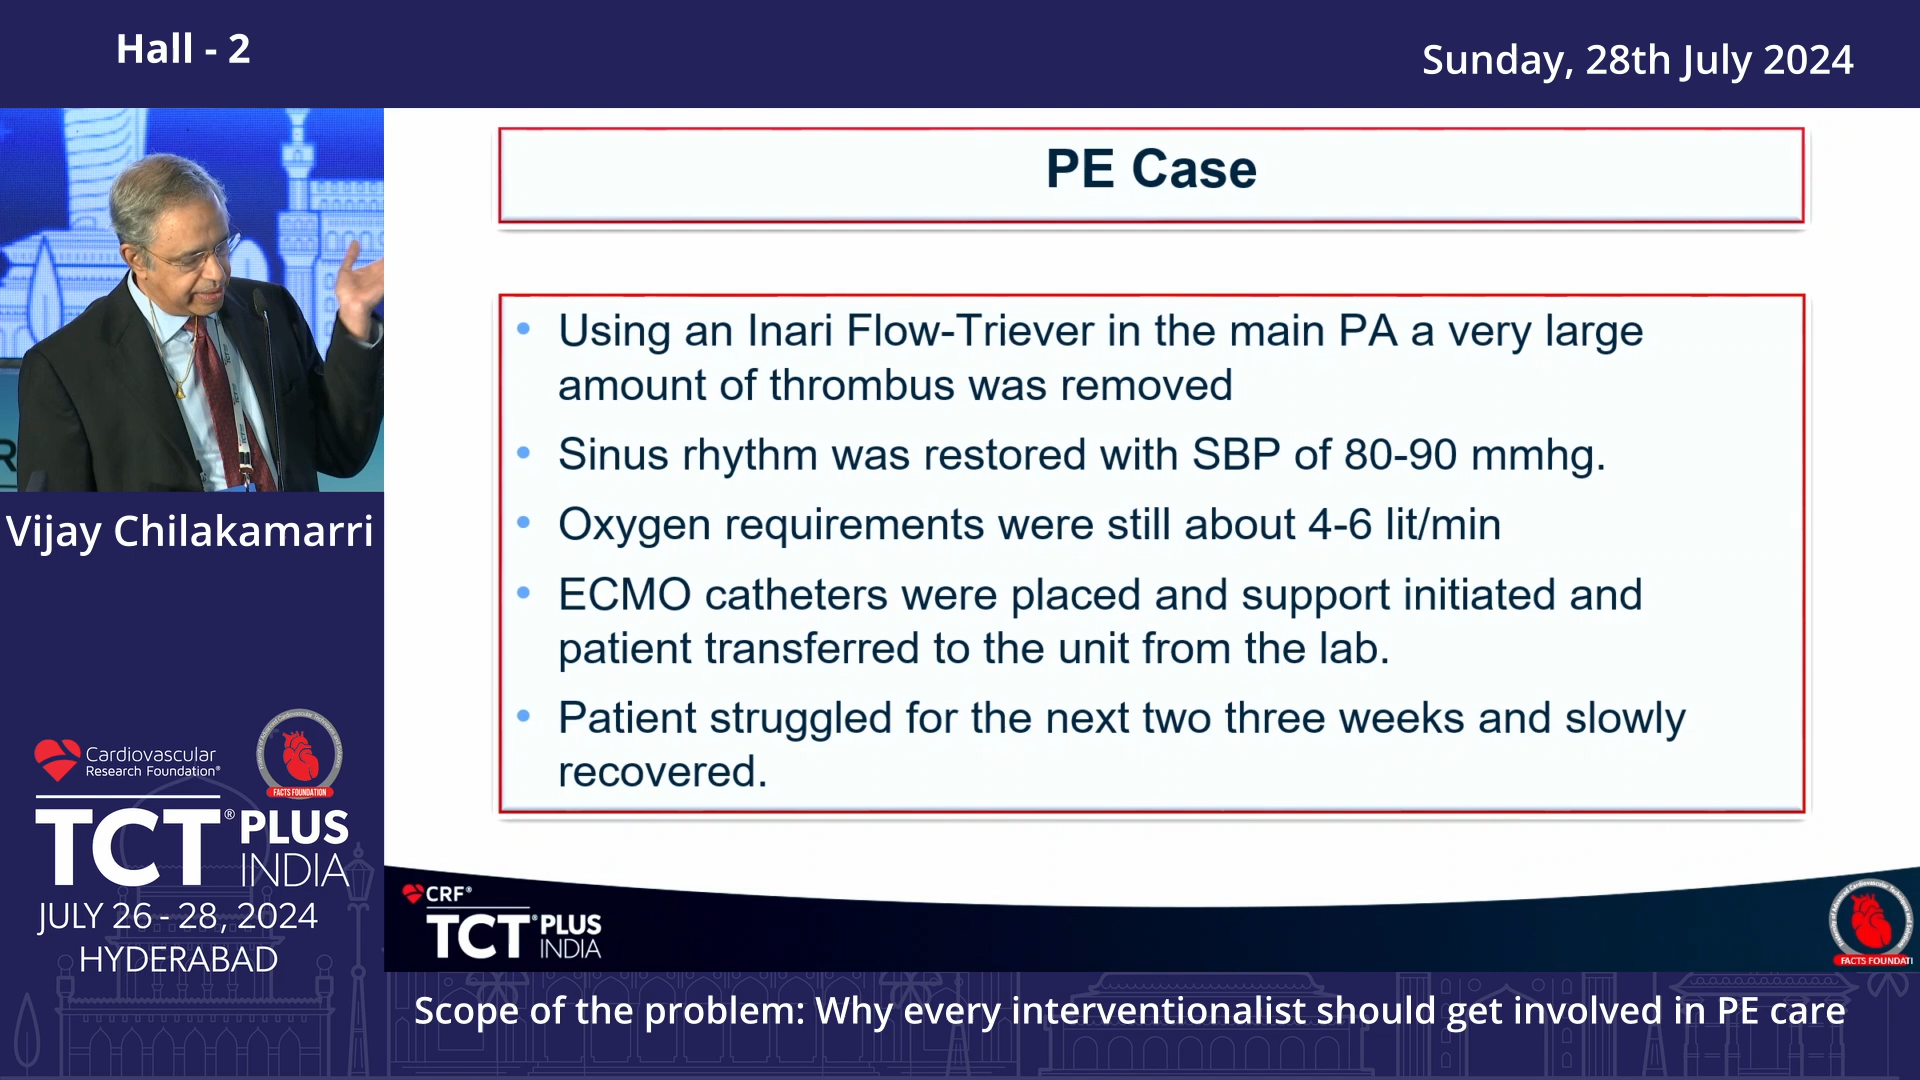 Hall - 2
Sunday, 28th July 2024
PE Case
• Using an Inari Flow-Triever in the main PA a very large
amount of thrombus was removed
• Sinus rhythm was restored with SBP of 80-90 mmhg.
• Oxygen requirements were still about 4-6 lit/min
• ECMO catheters were placed and support initiated and
patient transferred to the unit from the lab.
• Patient struggled for the next two three weeks and slowly
recovered.
Vijay Chilakamarri
Cardiovascular
Research Foundation®
FACTS FOUNDATION
TCT® PLUS
INDIA
JULY 26 - 28, 2024
HYDERABAD
CRF®
TCT® PLUS
INDIA
FACTS FOUNDATI
Scope of the problem: Why every interventionalist should get involved in PE care